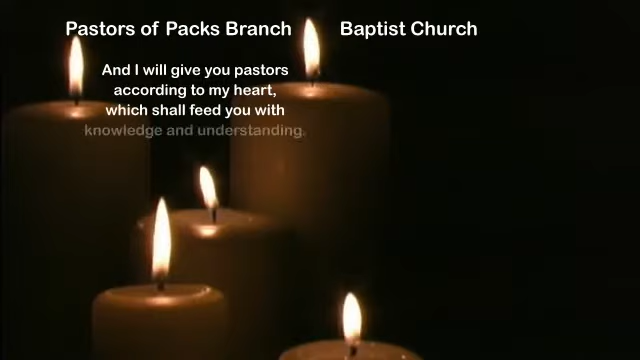 Pastors of Packs Branch Baptist Church
And I will give you pastors
according to my heart,
which shall feed you with
knowledge and understanding.